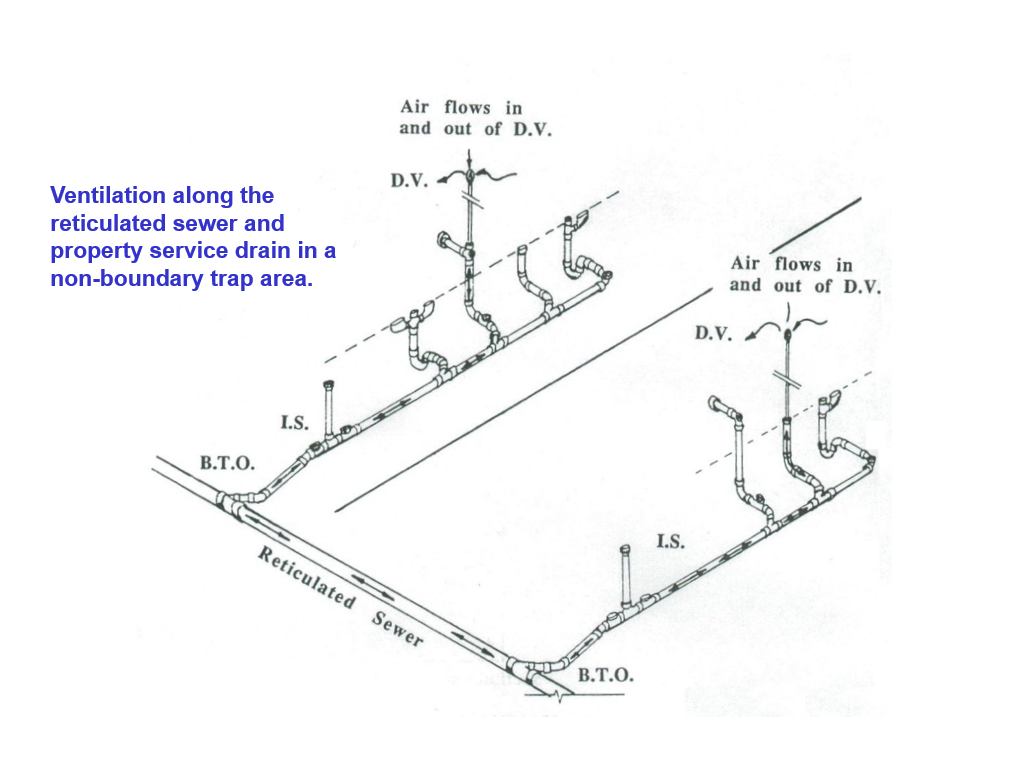 Air flows in
and out of D.V.
D.V.
Ventilation along the
reticulated sewer and
property service drain in a
non-boundary trap area.
Air flows in
and out of D.V.
D.V.
I.S.
B.T.O.
I.S.
Reticulated Sewer
B.T.O.